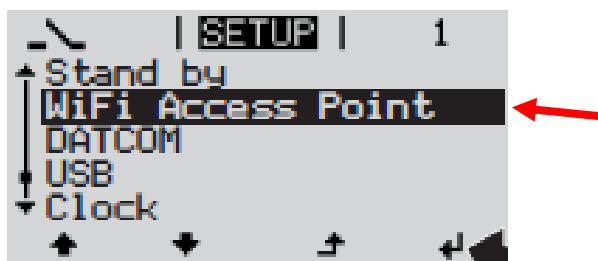 SETUP 1
Stand by
WiFi Access Point
DATCOM
USB
Clock